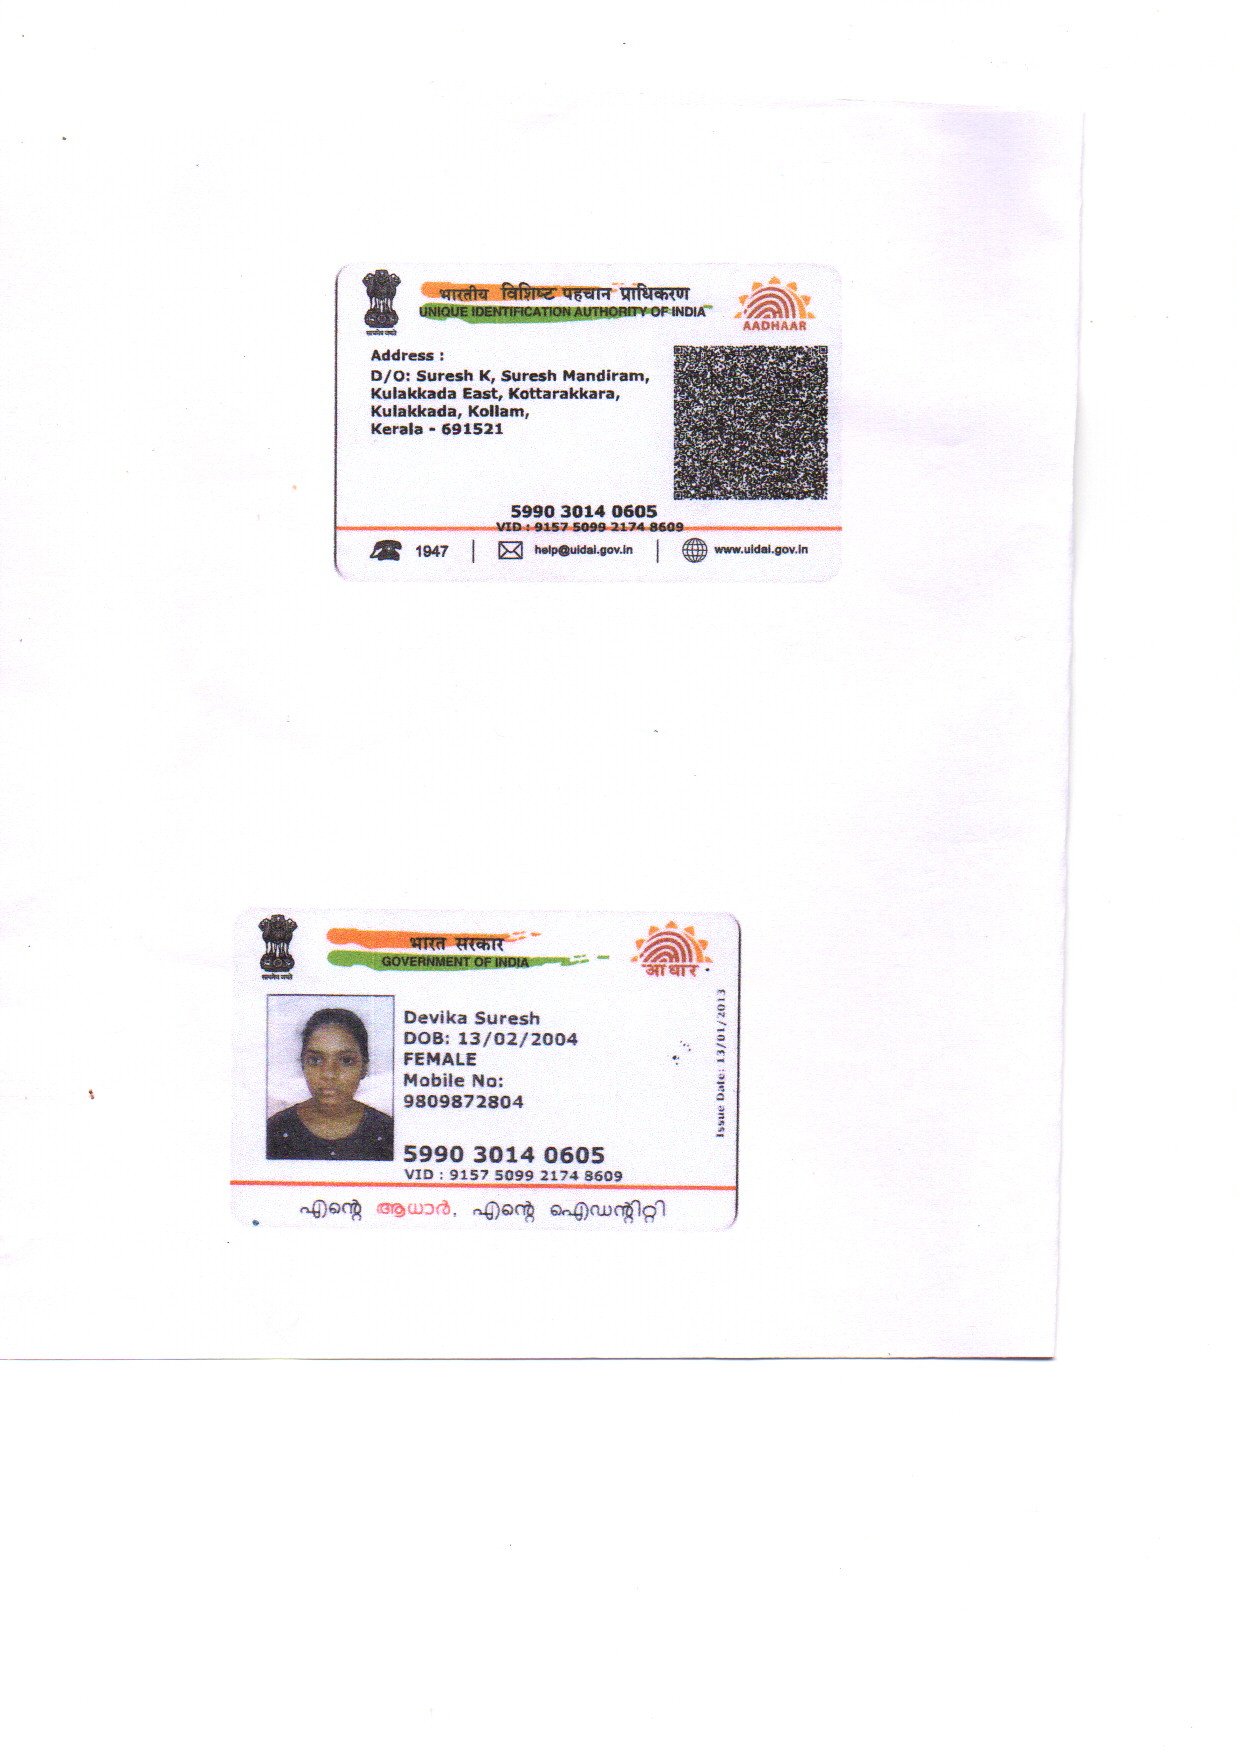 भारतीय विशिष्ट पहचान प्राधिकरण
UNIQUE IDENTIFICATION AUTHORITY OF INDIA
सत्यमेव जयते
AADHAAR
Address :
D/O: Suresh K, Suresh Mandiram,
Kulakkada East, Kottarakkara,
Kulakkada, Kollam,
Kerala - 691521
5990 3014 0605
VID : 9157 5099 2174 8609
1947 | help@uidai.gov.in | www.uidai.gov.in
भारत सरकार
GOVERNMENT OF INDIA
सत्यमेव जयते
आधार
Devika Suresh
DOB: 13/02/2004
FEMALE
Mobile No:
9809872804
Issue Date: 13/01/2013
5990 3014 0605
VID : 9157 5099 2174 8609
എന്റെ ആധാർ, എന്റെ ഐഡന്റിറ്റി